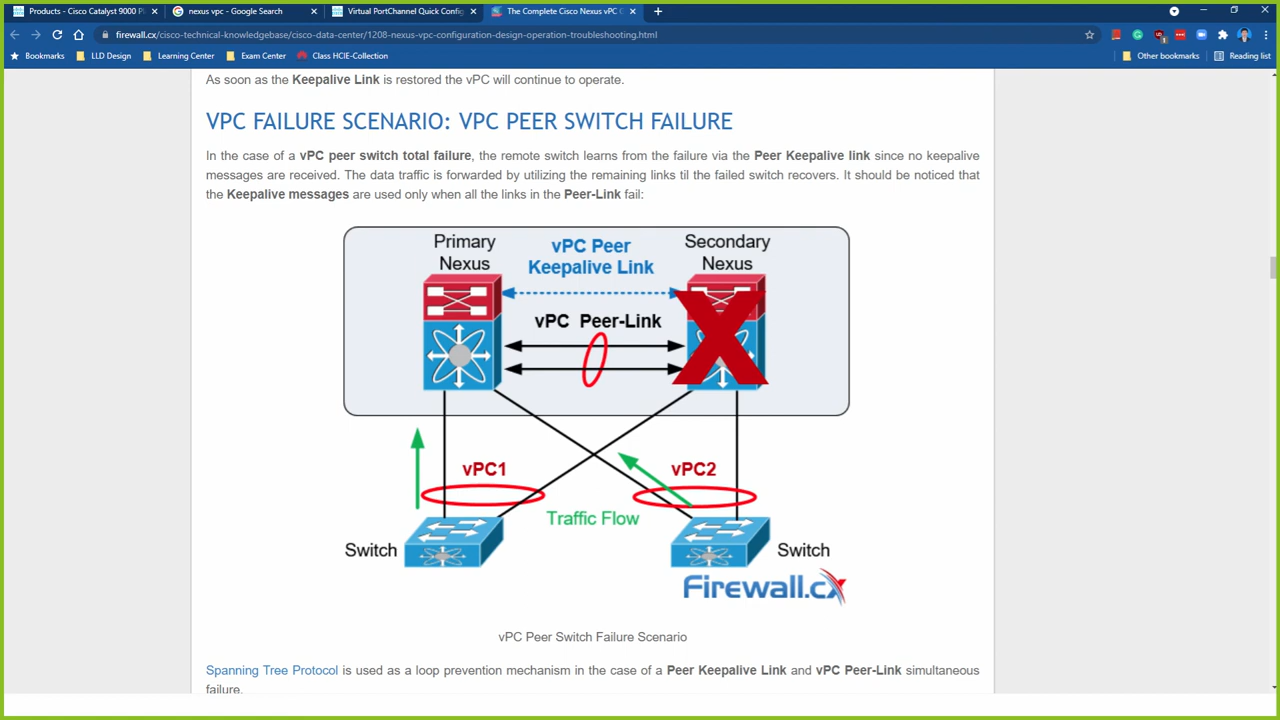 Products - Cisco Catalyst 9000 P
nexus vpc - Google Search
Virtual PortChannel Quick Config
The Complete Cisco Nexus vPC G
firewall.cx/cisco-technical-knowledgebase/cisco-data-center/1208-nexus-vpc-configuration-design-operation-troubleshooting.html
Bookmarks
LLD Design
Learning Center
Exam Center
Class HCIE-Collection
Other bookmarks
Reading list
As soon as the Keepalive Link is restored the vPC will continue to operate.
VPC FAILURE SCENARIO: VPC PEER SWITCH FAILURE
In the case of a vPC peer switch total failure, the remote switch learns from the failure via the Peer Keepalive link since no keepalive
messages are received. The data traffic is forwarded by utilizing the remaining links til the failed switch recovers. It should be noticed that
the Keepalive messages are used only when all the links in the Peer-Link fail:
Primary
Nexus
vPC Peer
Keepalive Link
Secondary
Nexus
vPC Peer-Link
vPC1
vPC2
Traffic Flow
Switch
Switch
Firewall.cx
vPC Peer Switch Failure Scenario
Spanning Tree Protocol is used as a loop prevention mechanism in the case of a Peer Keepalive Link and vPC Peer-Link simultaneous
failure.